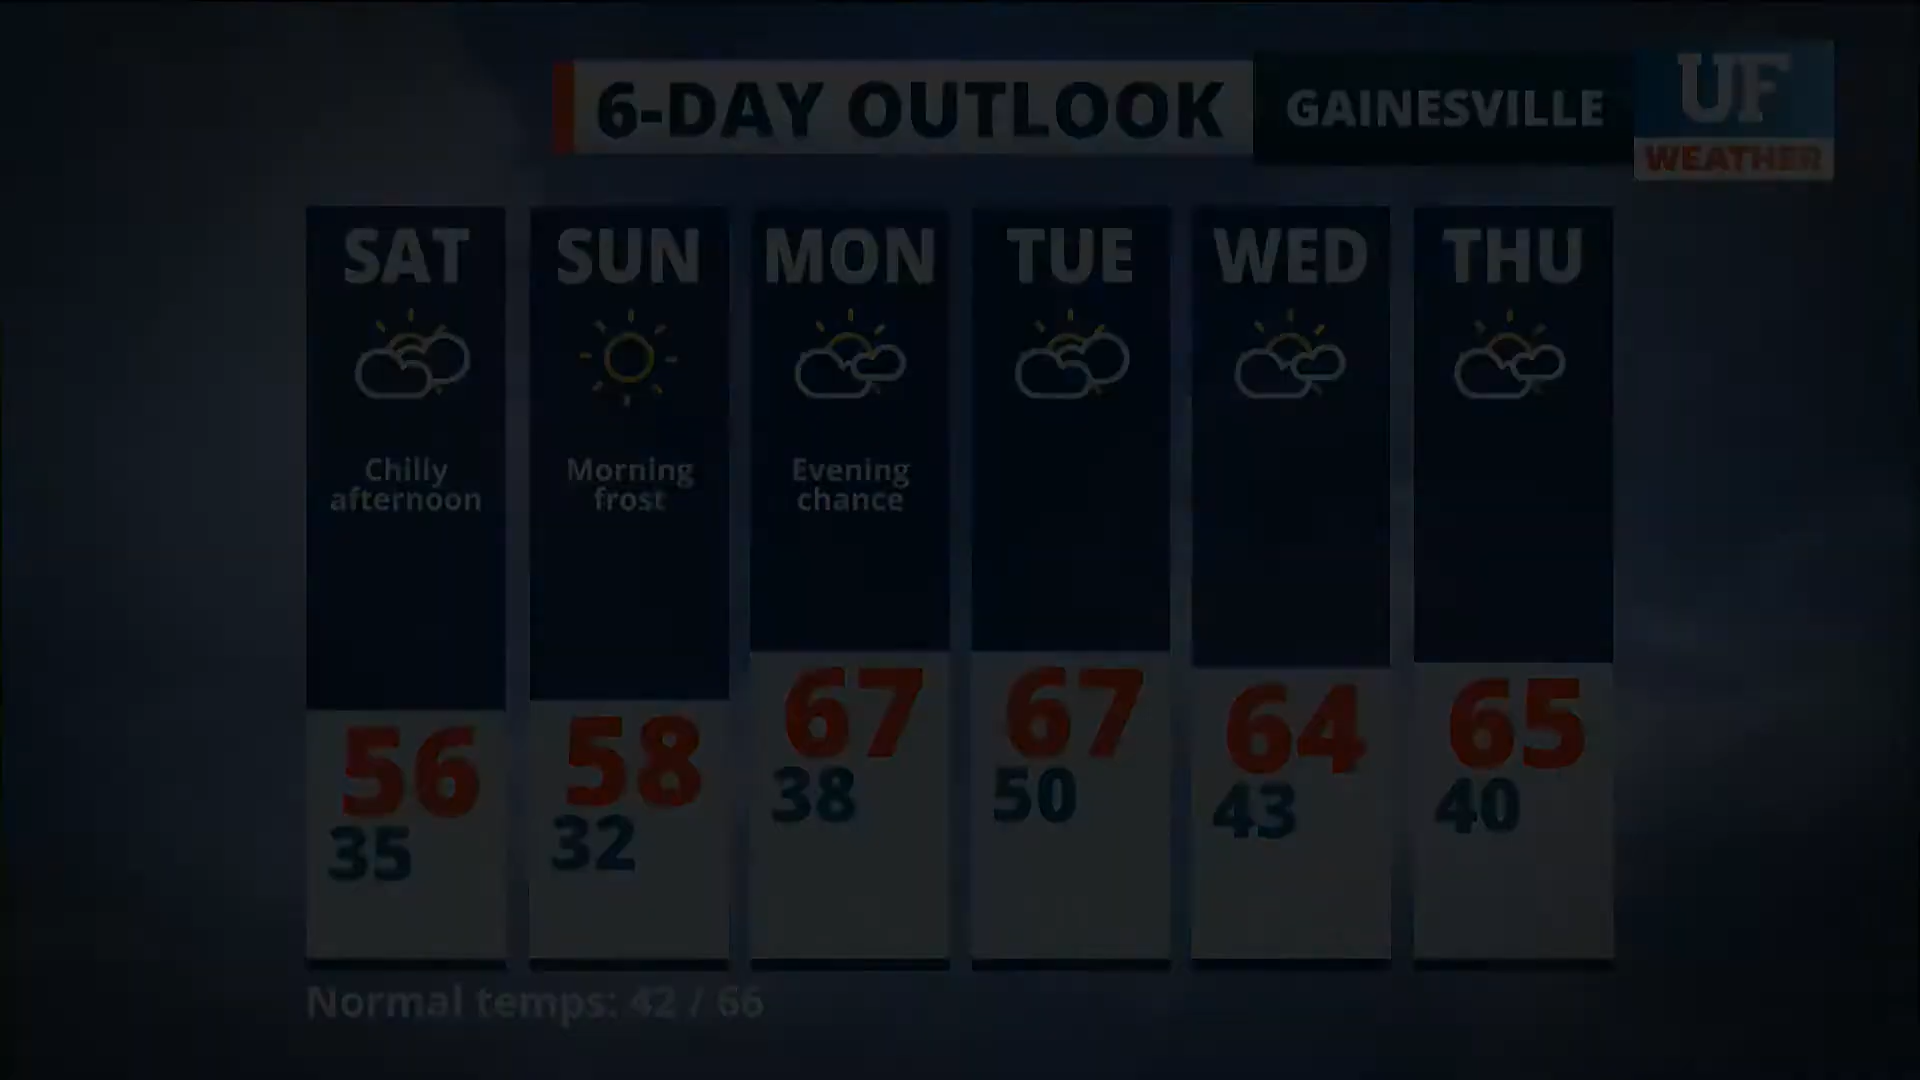 6-DAY OUTLOOK GAINESVILLE UF
WEATHER
SAT SUN MON TUE WED THU
Chilly afternoon
Morning frost
Evening chance
56 58 67 67 64 65
35 32 38 50 43 40
Normal temps: 42 / 66